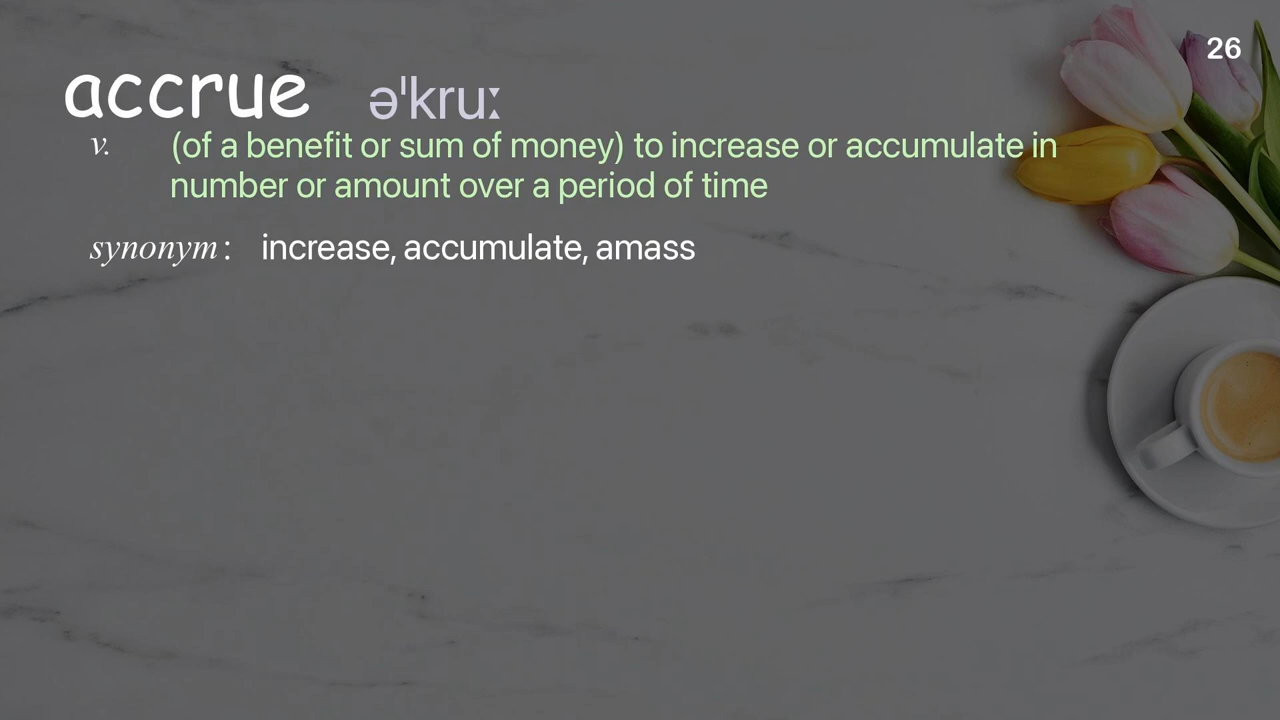 26
accrue əˈkruː
v. (of a benefit or sum of money) to increase or accumulate in
number or amount over a period of time
synonym: increase, accumulate, amass